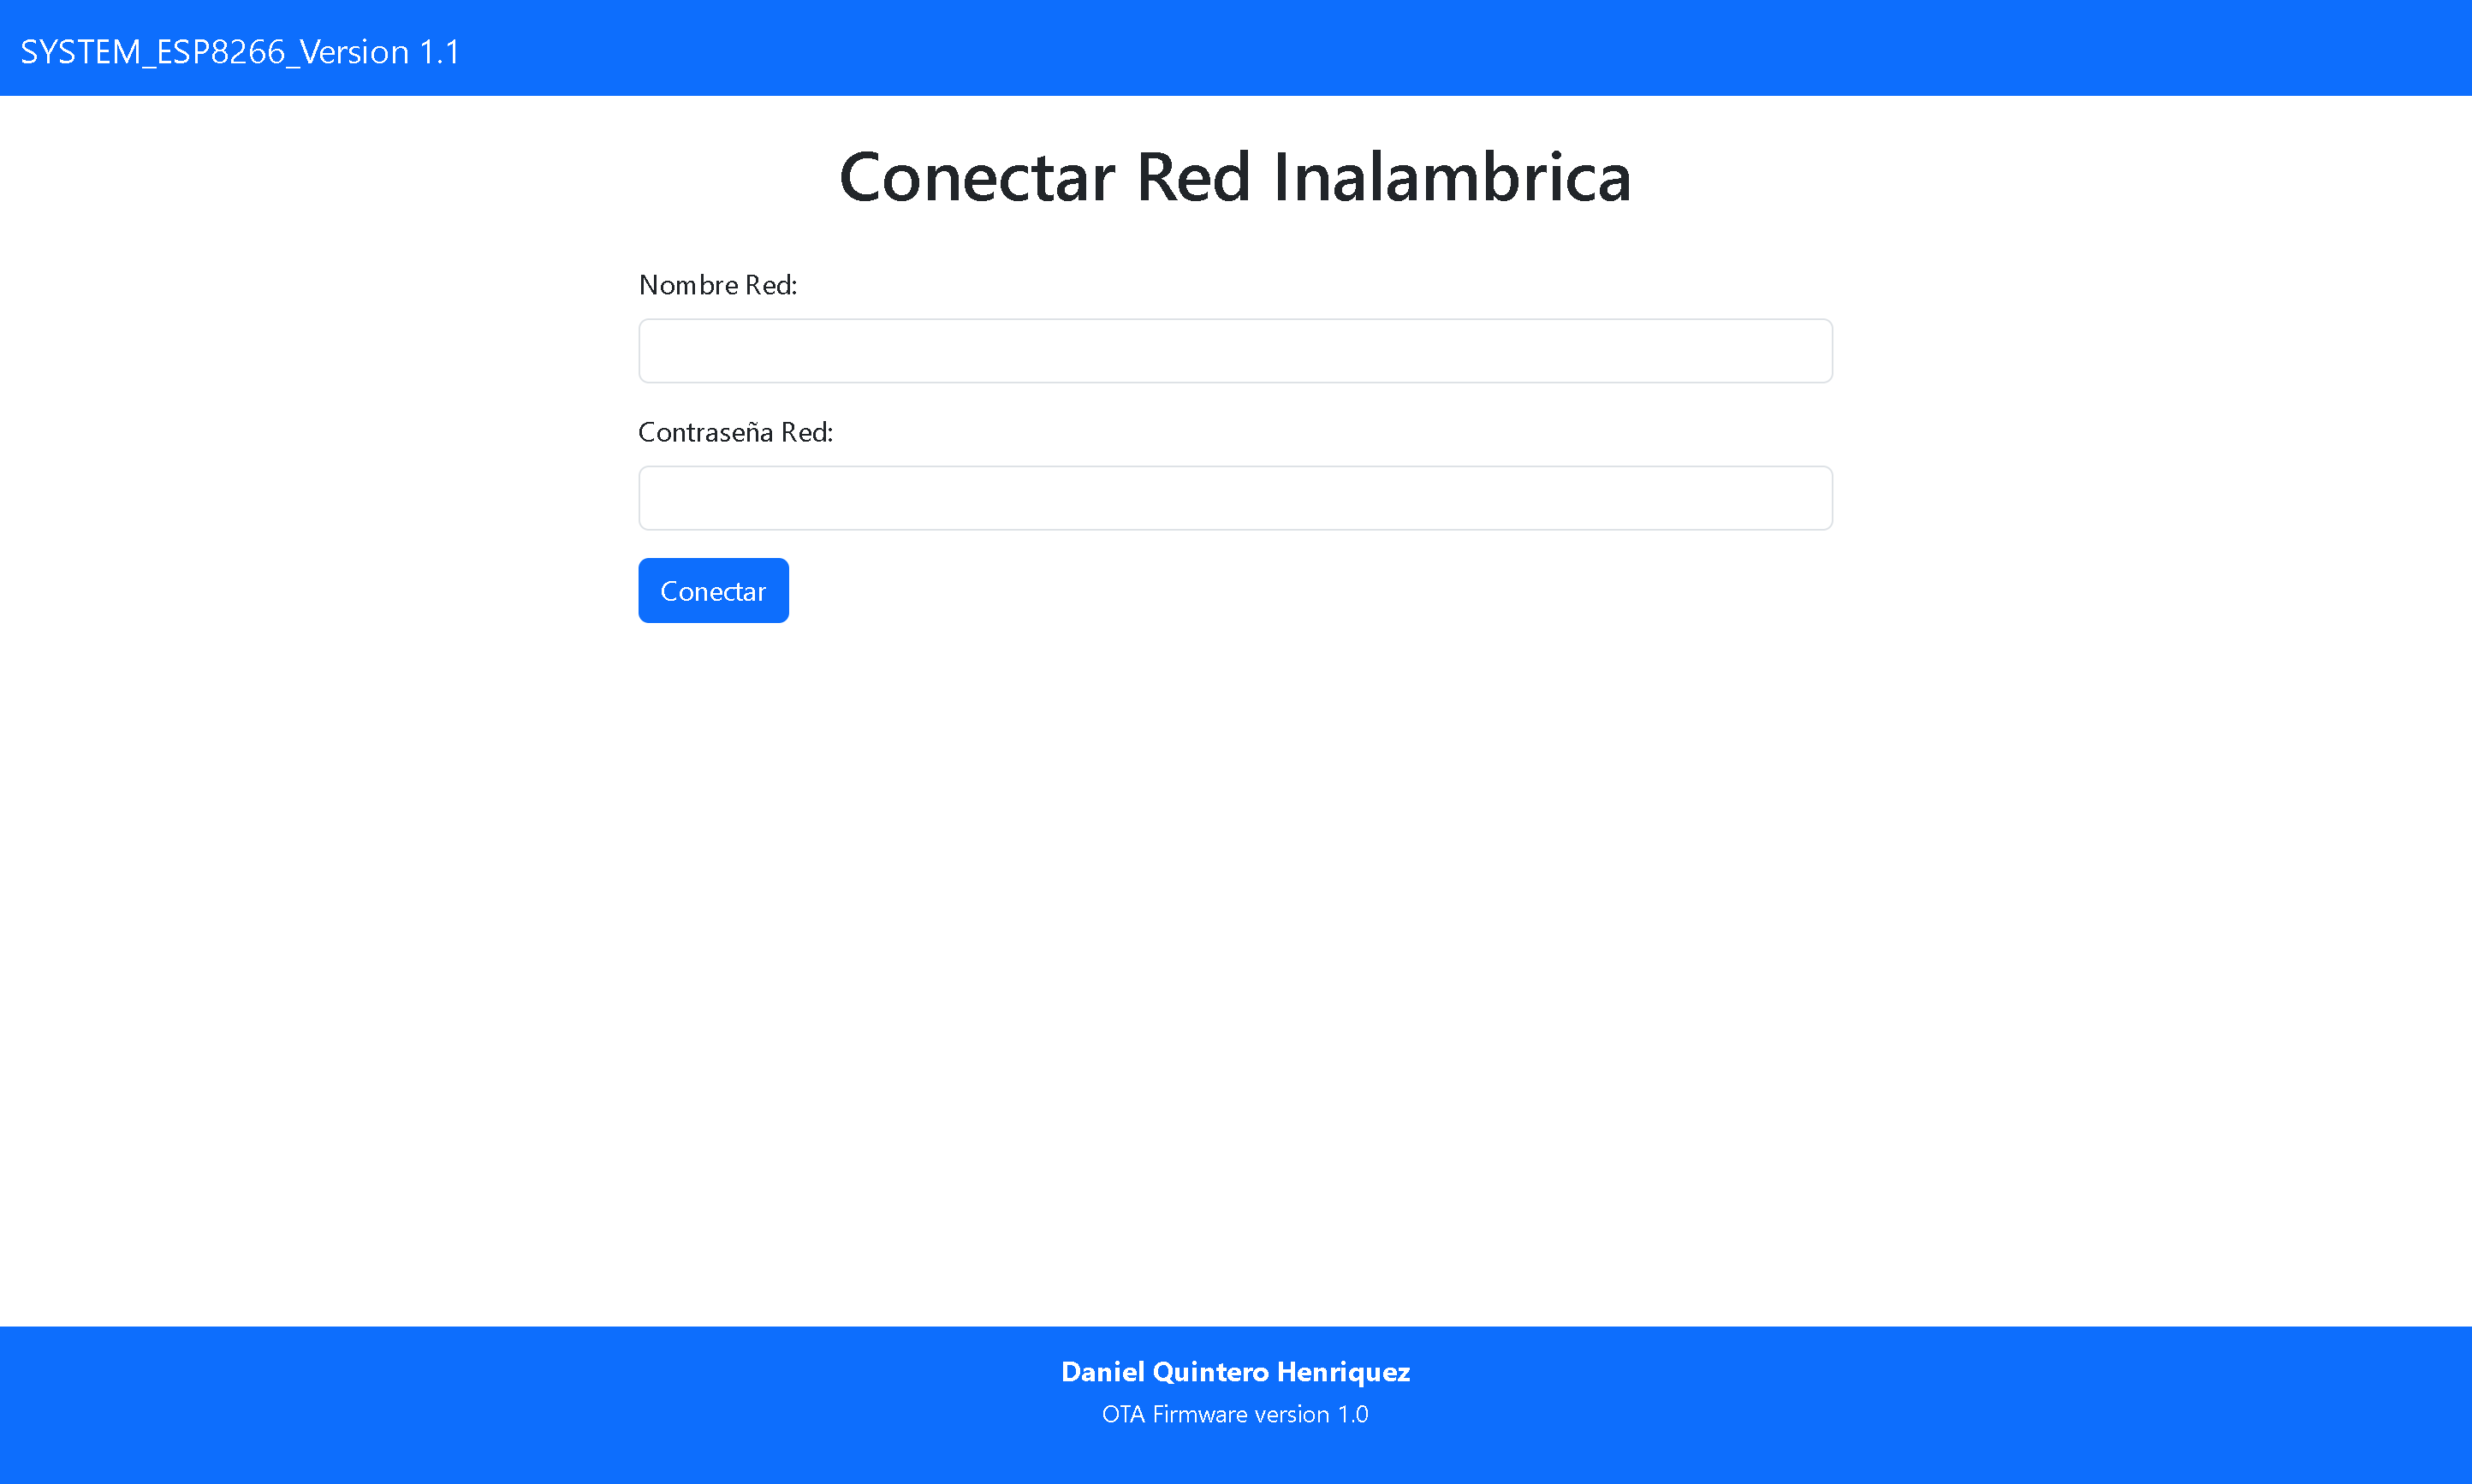 SYSTEM_ESP8266_Version 1.1
Conectar Red Inalambrica
Nombre Red:
Contraseña Red:
Conectar
Daniel Quintero Henriquez
OTA Firmware version 1.0